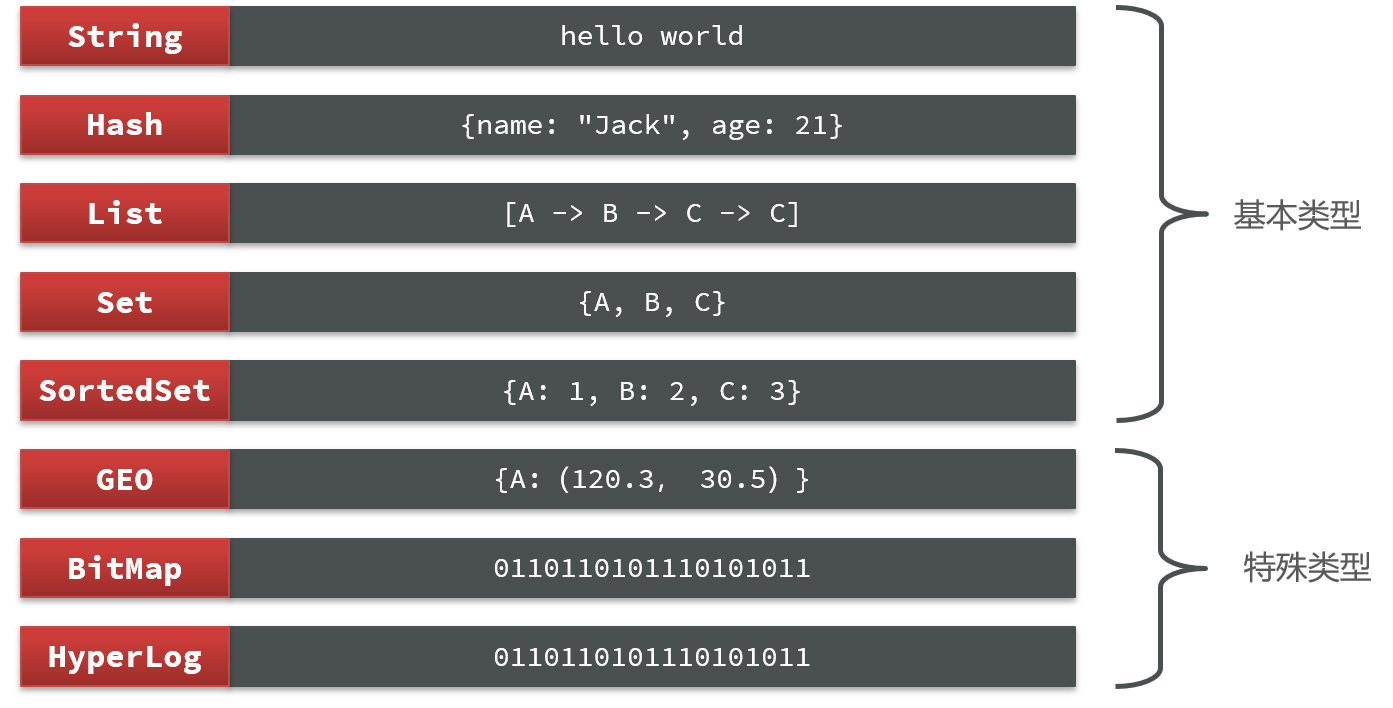 String hello world
Hash {name: "Jack", age: 21}
List [A -> B -> C -> C]
Set {A, B, C}
SortedSet {A: 1, B: 2, C: 3}
基本类型
GEO {A: (120.3, 30.5) }
BitMap 0110110101110101011
HyperLog 0110110101110101011
特殊类型